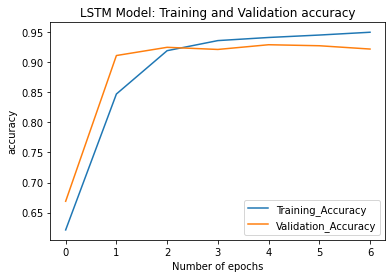 LSTM Model: Training and Validation accuracy
accuracy
0.95
0.90
0.85
0.80
0.75
0.70
0.65
Training_Accuracy
Validation_Accuracy
0 1 2 3 4 5 6
Number of epochs